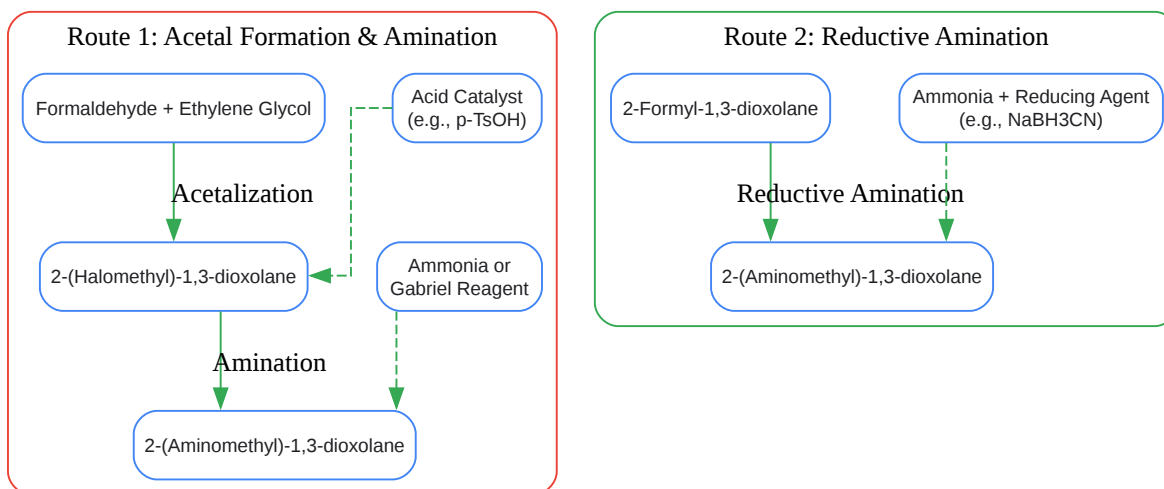 Route 1: Acetal Formation & Amination
Formaldehyde + Ethylene Glycol
Acid Catalyst
(e.g., p-TsOH)
Acetalization
2-(Halomethyl)-1,3-dioxolane
Ammonia or
Gabriel Reagent
Amination
2-(Aminomethyl)-1,3-dioxolane
Route 2: Reductive Amination
2-Formyl-1,3-dioxolane
Ammonia + Reducing Agent
(e.g., NaBH3CN)
Reductive Amination
2-(Aminomethyl)-1,3-dioxolane